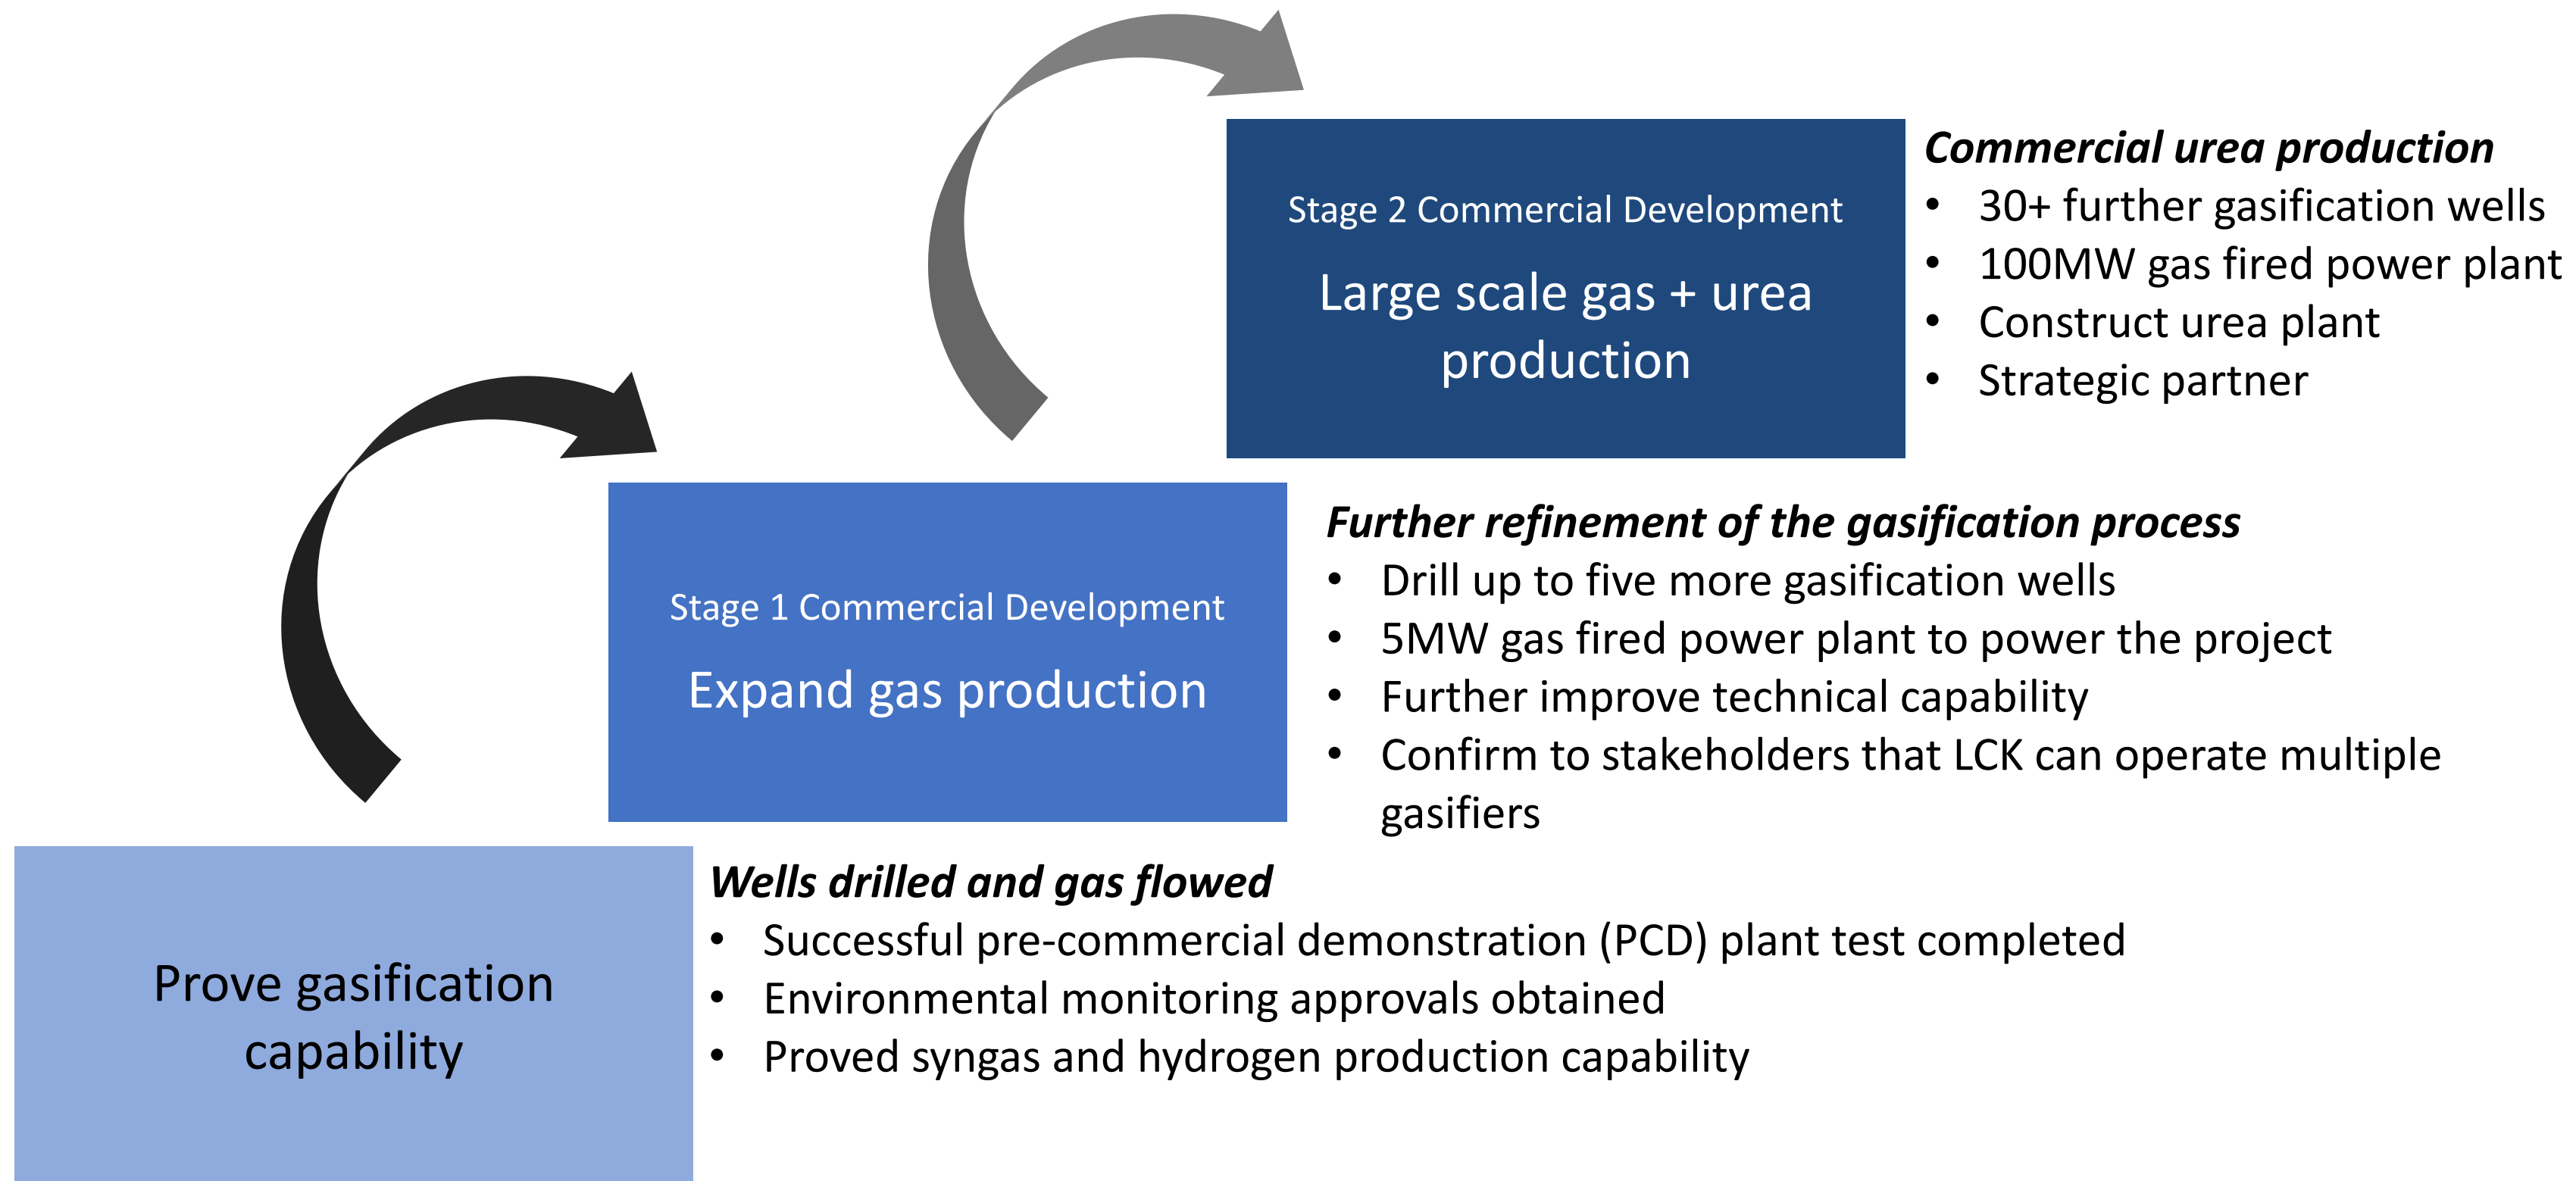 Stage 2 Commercial Development
Large scale gas + urea
production
Commercial urea production
• 30+ further gasification wells
• 100MW gas fired power plant
• Construct urea plant
• Strategic partner
Stage 1 Commercial Development
Expand gas production
Further refinement of the gasification process
• Drill up to five more gasification wells
• 5MW gas fired power plant to power the project
• Further improve technical capability
• Confirm to stakeholders that LCK can operate multiple
gasifiers
Prove gasification
capability
Wells drilled and gas flowed
• Successful pre-commercial demonstration (PCD) plant test completed
• Environmental monitoring approvals obtained
• Proved syngas and hydrogen production capability